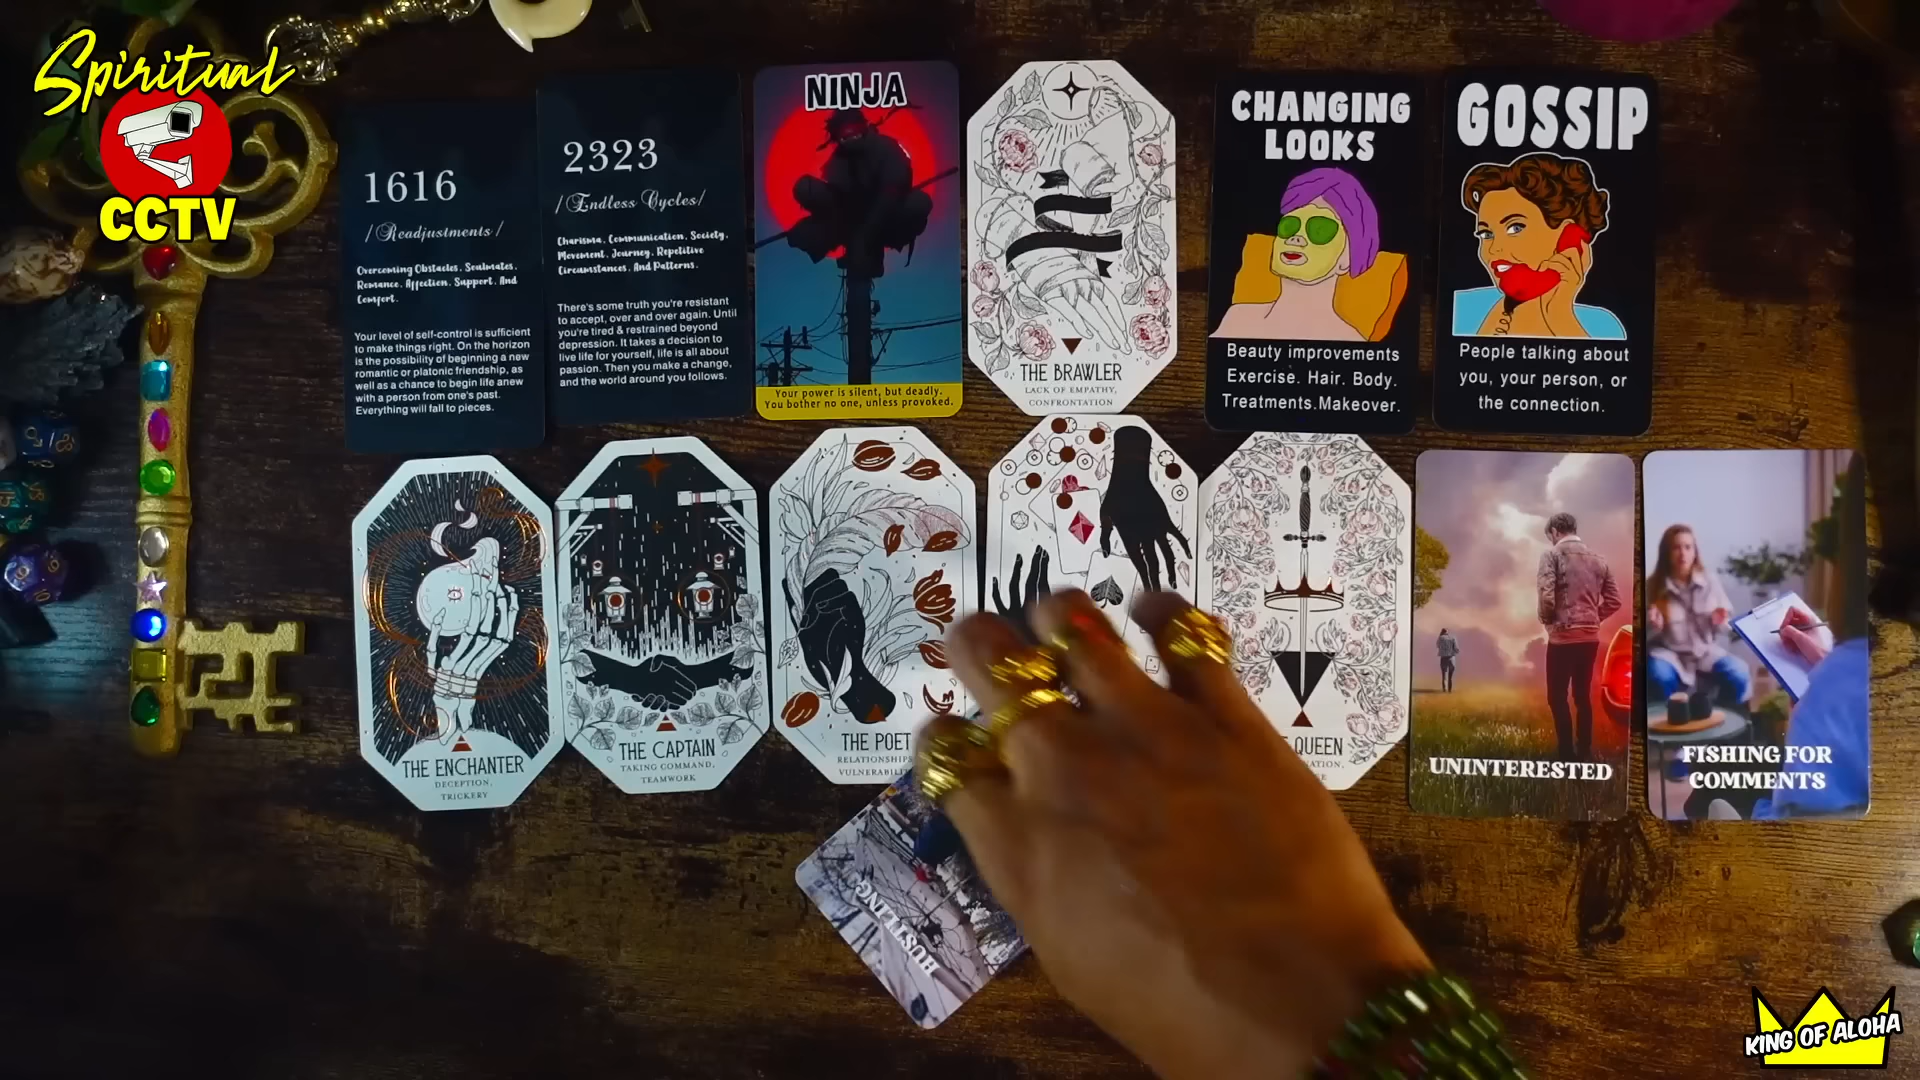 Spiritual
CCTV
1616
/Readjustments/
Overcoming Obstacles, Soulmates,
Romance, Affection, Support, And
Comfort.
Your level of self-control is sufficient
to make things right. On the horizon
is the possibility of beginning a new
romantic or platonic friendship, as
well as a chance to begin life anew
with a person from one's past.
Everything will fall to pieces.
2323
/Endless Cycles/
Charisma, Communication, Society,
Movement, Journey, Repetitive
Circumstances, And Patterns.
There's some truth you're resistant
to accept, over and over again. Until
you're tired & restrained beyond
depression. It takes a decision to
live life for yourself, life is all about
passion. Then you make a change,
and the world around you follows.
NINJA
Your power is silent, but deadly.
You bother no one, unless provoked.
THE BRAWLER
LACK OF EMPATHY,
CONFRONTATION
CHANGING
LOOKS
Beauty improvements
Exercise. Hair. Body.
Treatments.Makeover.
GOSSIP
People talking about
you, your person, or
the connection.
THE ENCHANTER
DECEPTION,
TRICKERY
THE CAPTAIN
TAKING COMMAND,
TEAMWORK
THE POET
RELATIONSHIPS
QUEEN
UNINTERESTED
FISHING FOR
COMMENTS
HUSTLING
KING OF ALOHA